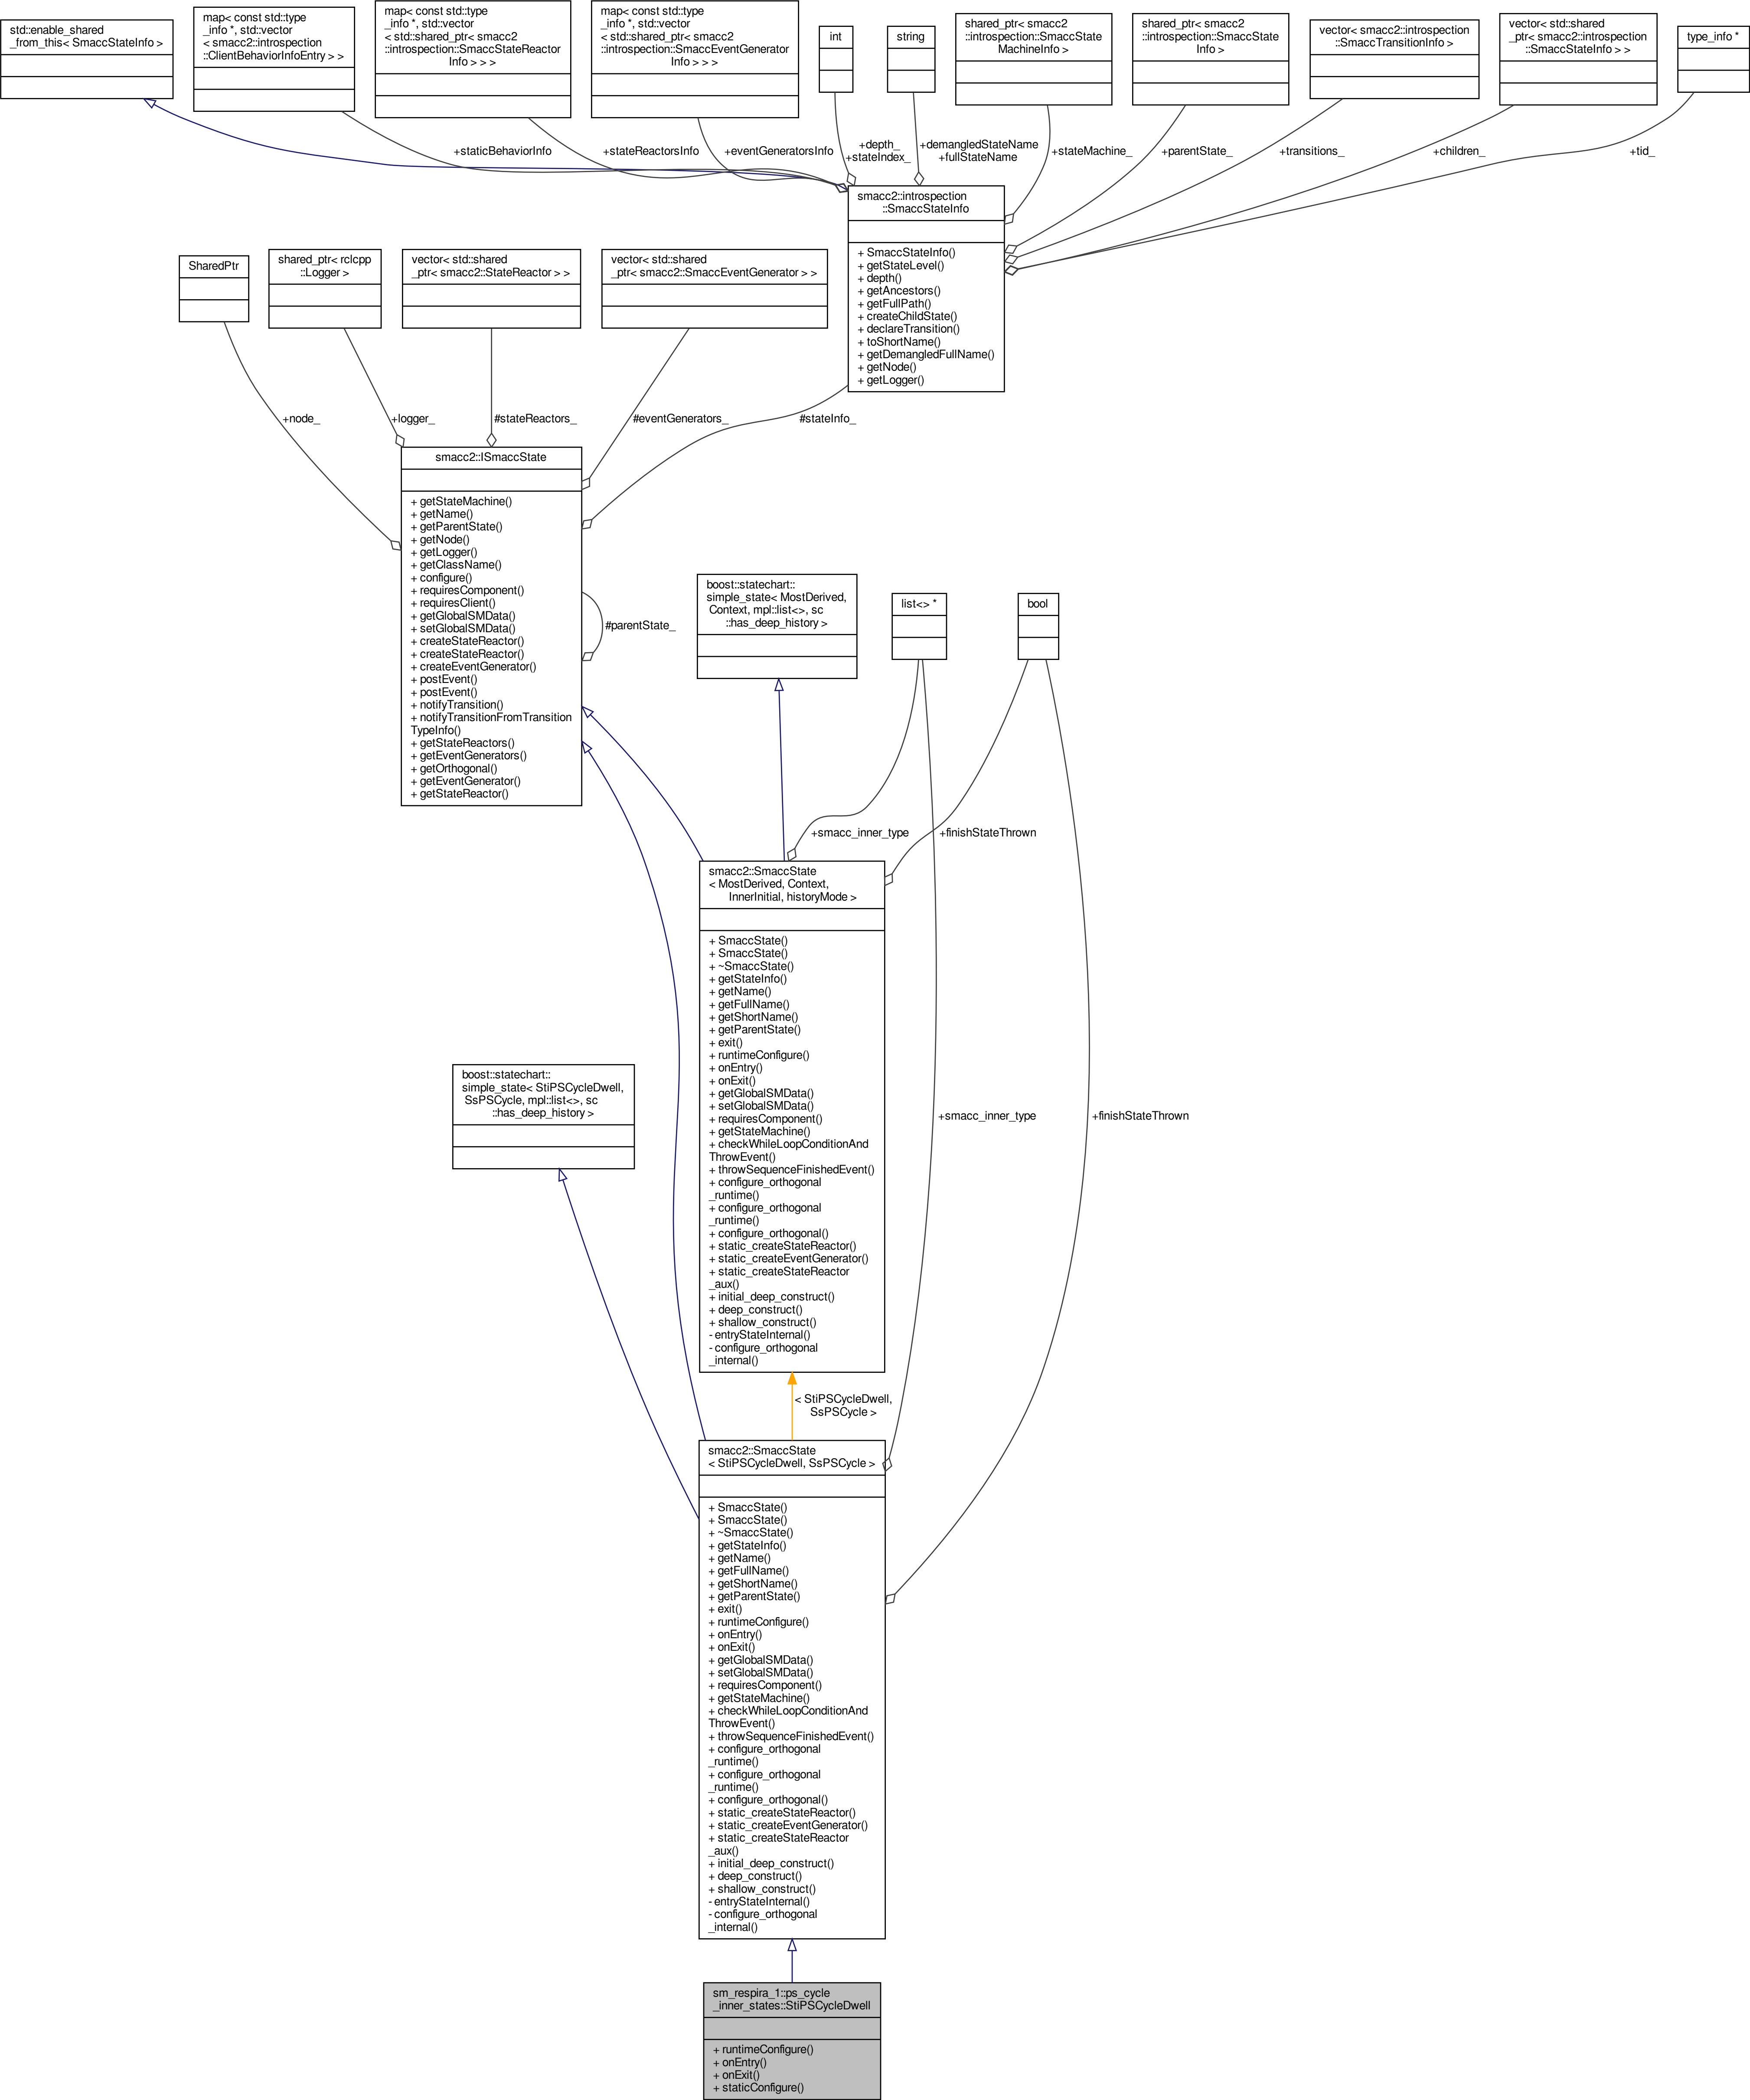 std::enable_shared
_from_this< SmaccStateInfo >
map< const std::type
_info *, std::vector
< smacc2::introspection
::ClientBehaviorInfoEntry > >
map< const std::type
_info *, std::vector
< std::shared_ptr< smacc2
::introspection::SmaccStateReactor
Info > > >
map< const std::type
_info *, std::vector
< std::shared_ptr< smacc2
::introspection::SmaccEventGenerator
Info > > >
int
string
shared_ptr< smacc2
::introspection::SmaccState
MachineInfo >
shared_ptr< smacc2
::introspection::SmaccState
Info >
vector< smacc2::introspection
::SmaccTransitionInfo >
vector< std::shared
_ptr< smacc2::introspection
::SmaccStateInfo > >
type_info *
+staticBehaviorInfo
+stateReactorsInfo
+eventGeneratorsInfo
+depth_
+stateIndex_
+demangledStateName
+fullStateName
+stateMachine_
+parentState_
+transitions_
+children_
+tid_
smacc2::introspection
::SmaccStateInfo
+ SmaccStateInfo()
+ getStateLevel()
+ depth()
+ getAncestors()
+ getFullPath()
+ createChildState()
+ declareTransition()
+ toShortName()
+ getDemangledFullName()
+ getNode()
+ getLogger()
SharedPtr
shared_ptr< rclcpp
::Logger >
vector< std::shared
_ptr< smacc2::StateReactor > >
vector< std::shared
_ptr< smacc2::SmaccEventGenerator > >
+node_
+logger_
#stateReactors_
#eventGenerators_
#stateInfo_
smacc2::ISmaccState
+ getStateMachine()
+ getName()
+ getParentState()
+ getNode()
+ getLogger()
+ getClassName()
+ configure()
+ requiresComponent()
+ requiresClient()
+ getGlobalSMData()
+ setGlobalSMData()
+ createStateReactor()
+ createStateReactor()
+ createEventGenerator()
+ postEvent()
+ postEvent()
+ notifyTransition()
+ notifyTransitionFromTransition
TypeInfo()
+ getStateReactors()
+ getEventGenerators()
+ getOrthogonal()
+ getEventGenerator()
+ getStateReactor()
#parentState_
boost::statechart::
simple_state< MostDerived,
Context, mpl::list<>, sc
::has_deep_history >
list<> *
bool
+smacc_inner_type
+finishStateThrown
smacc2::SmaccState
< MostDerived, Context,
InnerInitial, historyMode >
+ SmaccState()
+ SmaccState()
+ ~SmaccState()
+ getStateInfo()
+ getName()
+ getFullName()
+ getShortName()
+ getParentState()
+ exit()
+ runtimeConfigure()
+ onEntry()
+ onExit()
+ getGlobalSMData()
+ setGlobalSMData()
+ requiresComponent()
+ getStateMachine()
+ checkWhileLoopConditionAnd
ThrowEvent()
+ throwSequenceFinishedEvent()
+ configure_orthogonal
_runtime()
+ configure_orthogonal
_runtime()
+ configure_orthogonal()
+ static_createStateReactor()
+ static_createEventGenerator()
+ static_createStateReactor
_aux()
+ initial_deep_construct()
+ deep_construct()
+ shallow_construct()
- entryStateInternal()
- configure_orthogonal
_internal()
boost::statechart::
simple_state< StiPSCycleDwell,
SsPSCycle, mpl::list<>, sc
::has_deep_history >
+smacc_inner_type
+finishStateThrown
< StiPSCycleDwell,
SsPSCycle >
smacc2::SmaccState
< StiPSCycleDwell, SsPSCycle >
+ SmaccState()
+ SmaccState()
+ ~SmaccState()
+ getStateInfo()
+ getName()
+ getFullName()
+ getShortName()
+ getParentState()
+ exit()
+ runtimeConfigure()
+ onEntry()
+ onExit()
+ getGlobalSMData()
+ setGlobalSMData()
+ requiresComponent()
+ getStateMachine()
+ checkWhileLoopConditionAnd
ThrowEvent()
+ throwSequenceFinishedEvent()
+ configure_orthogonal
_runtime()
+ configure_orthogonal
_runtime()
+ configure_orthogonal()
+ static_createStateReactor()
+ static_createEventGenerator()
+ static_createStateReactor
_aux()
+ initial_deep_construct()
+ deep_construct()
+ shallow_construct()
- entryStateInternal()
- configure_orthogonal
_internal()
sm_respira_1::ps_cycle
_inner_states::StiPSCycleDwell
+ runtimeConfigure()
+ onEntry()
+ onExit()
+ staticConfigure()